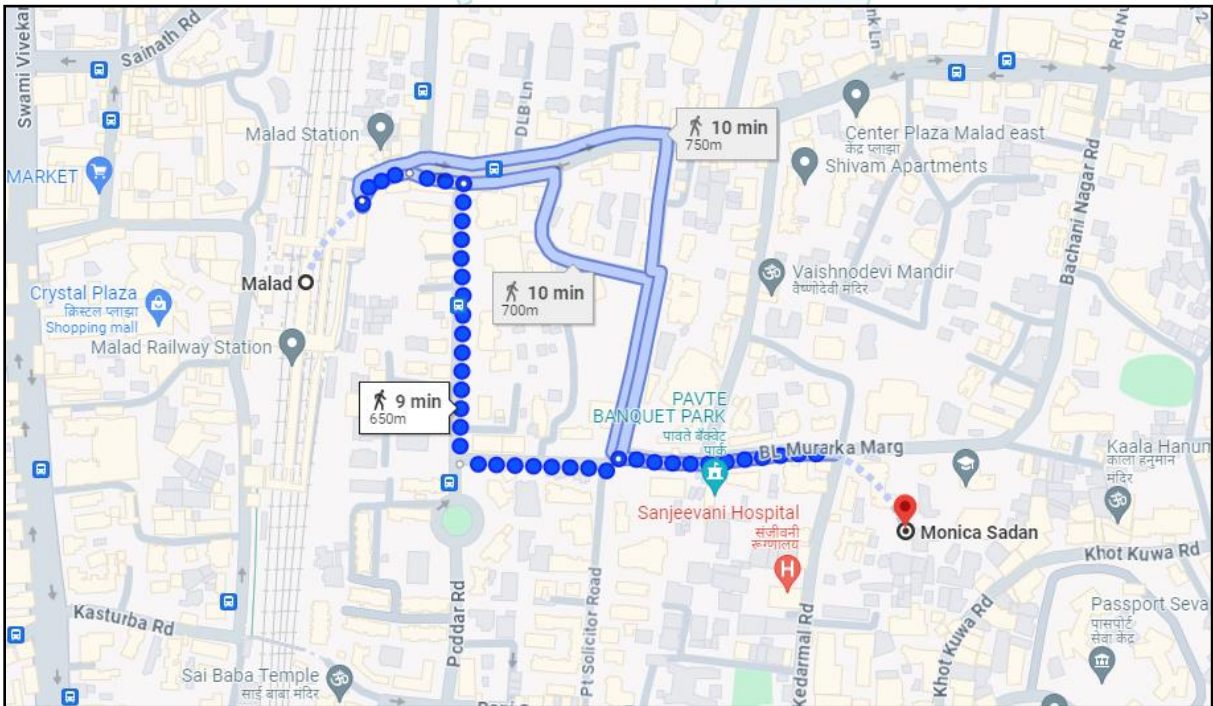 Swami Vivekan
Sainath Rd
DLB Ln
nk Ln
Malad Station
10 min
750m
Center Plaza Malad east
केंद्र प्लाझा
Shivam Apartments
MARKET
Bachani Nagar Rd
Malad
Vaishnodevi Mandir
वैष्णोदेवी मंदिर
10 min
700m
Crystal Plaza
क्रिस्टल प्लाझा
Shopping mall
Malad Railway Station
9 min
650m
PAVTE
BANQUET PARK
पावते बँक्वेट
पार्क
BL Murarka Marg
Kaala Hanum
काला हनुमान
मंदिर
Sanjeevani Hospital
संजीवनी
रुग्णालय
H
Monica Sadan
Khot Kuwa Rd
Kasturba Rd
Poddar Rd
Pt Solicitor Road
Kedarmal Rd
Khot Kuwa Rd
Passport Seva
पासपोर्ट
सेवा केंद्र
Sai Baba Temple
साई बाबा मंदिर